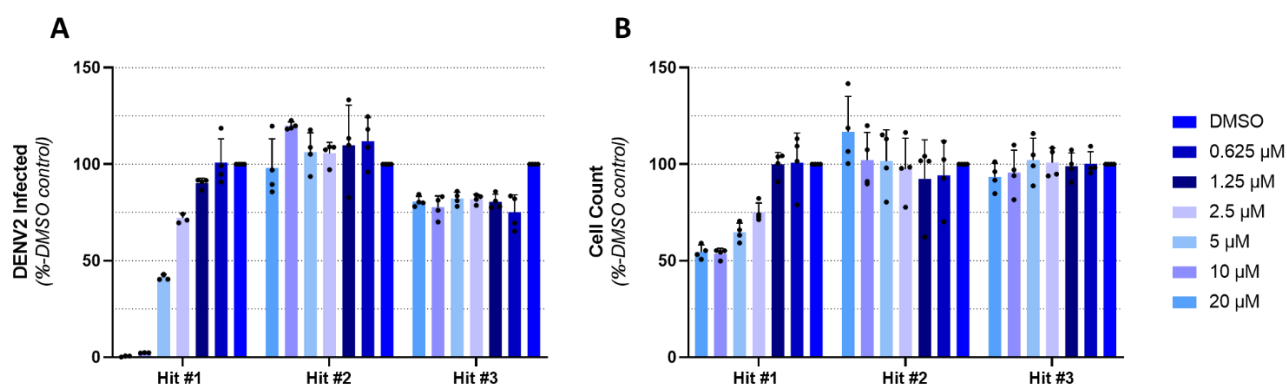 A
DENV2 Infected
(%-DMSO control)
150
100
50
0
Hit #1
Hit #2
Hit #3
B
Cell Count
(%-DMSO control)
150
100
50
0
Hit #1
Hit #2
Hit #3
DMSO
0.625 µM
1.25 µM
2.5 µM
5 µM
10 µM
20 µM